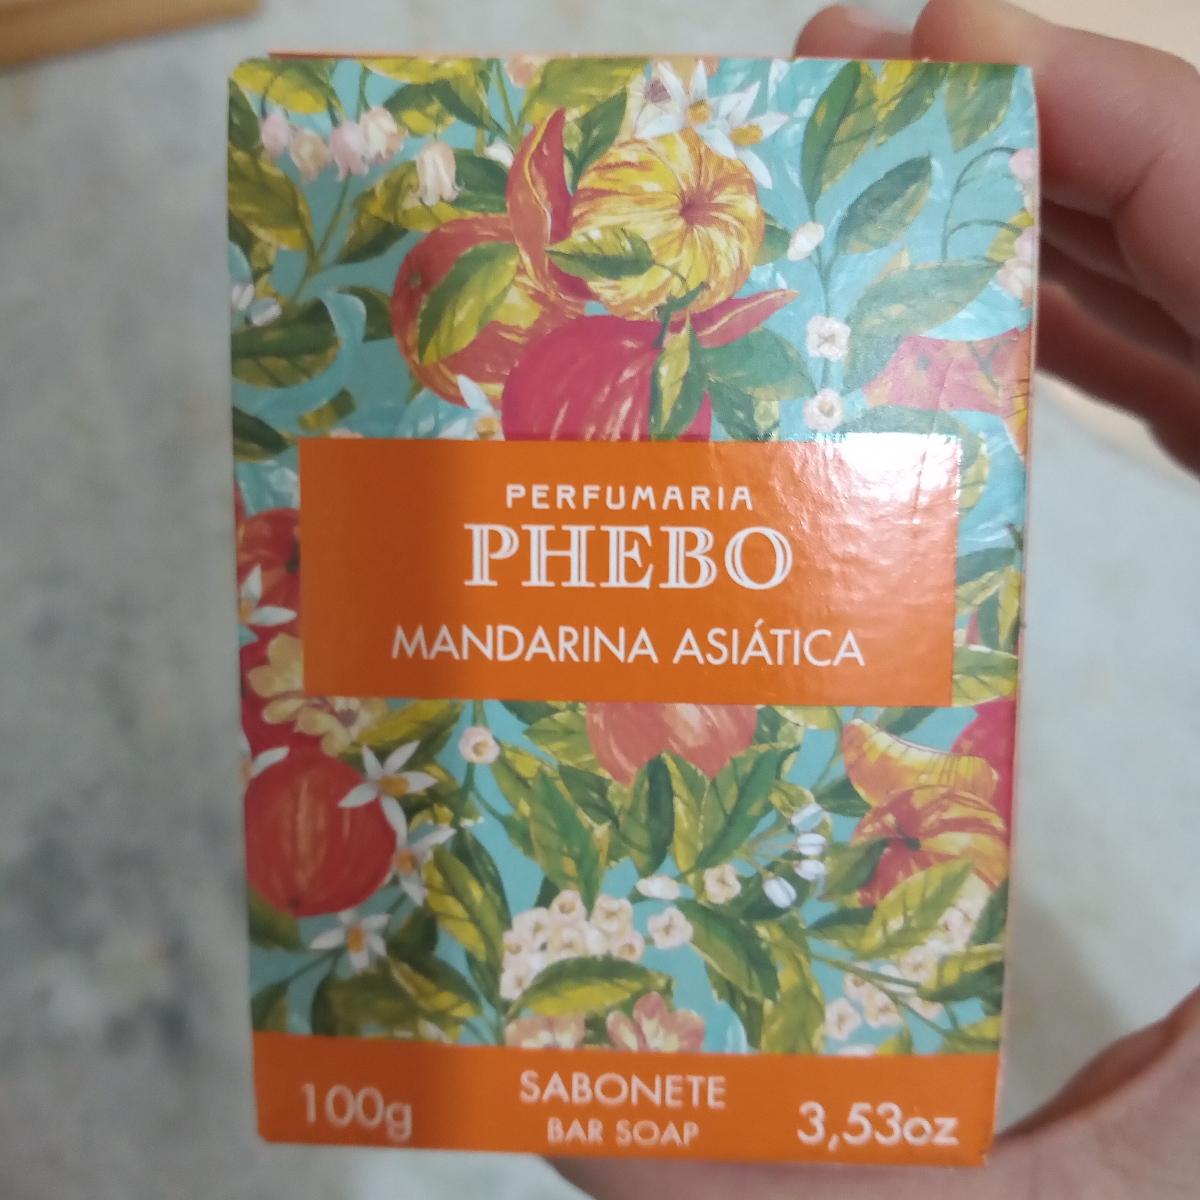 PERFUMARIA
PHEBO
MANDARINA ASIÁTICA
100g
SABONETE
BAR SOAP
3,53oz